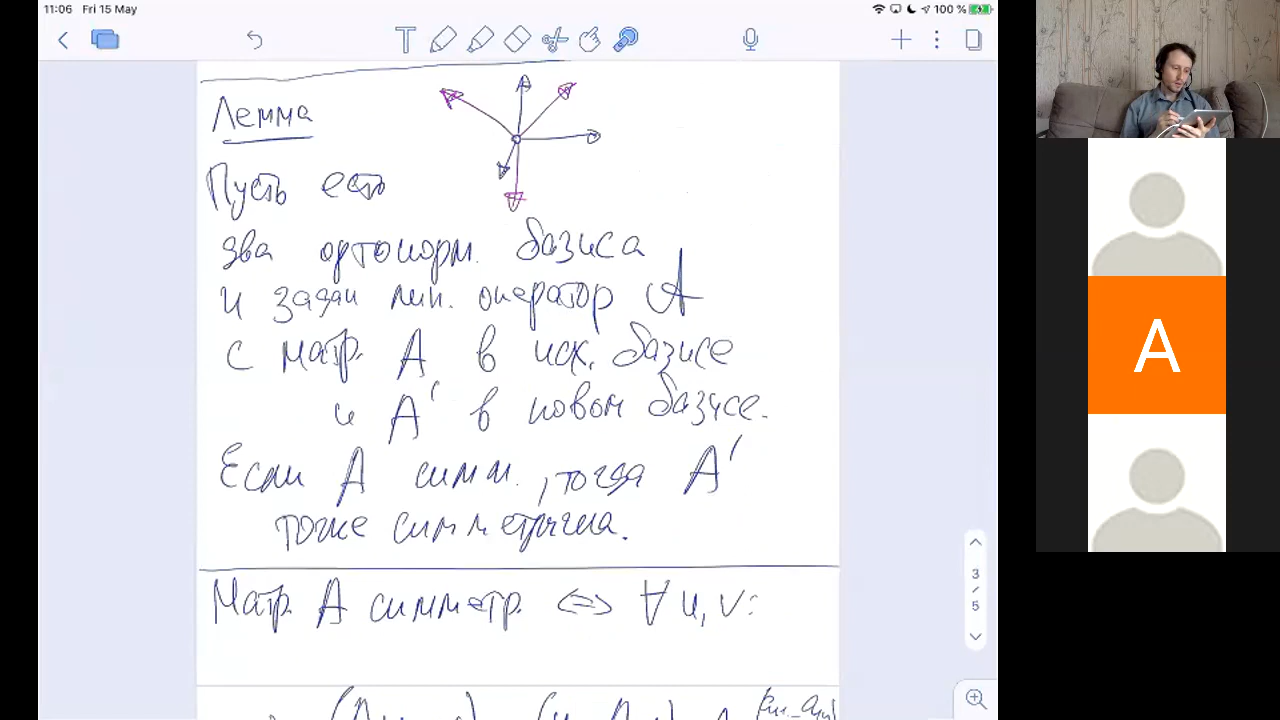 11:06 Fri 15 May
100 %
T
Лемма
Пусть есть
два ортонорм. базиса
и задан лин. оператор A
с матр. A в исх. базисе
и A' в новом базисе.
Если A симм., тогда A'
тоже симметрична.
3
/
5
Матр. A симметр. ⇔ ∀ u, v:
A